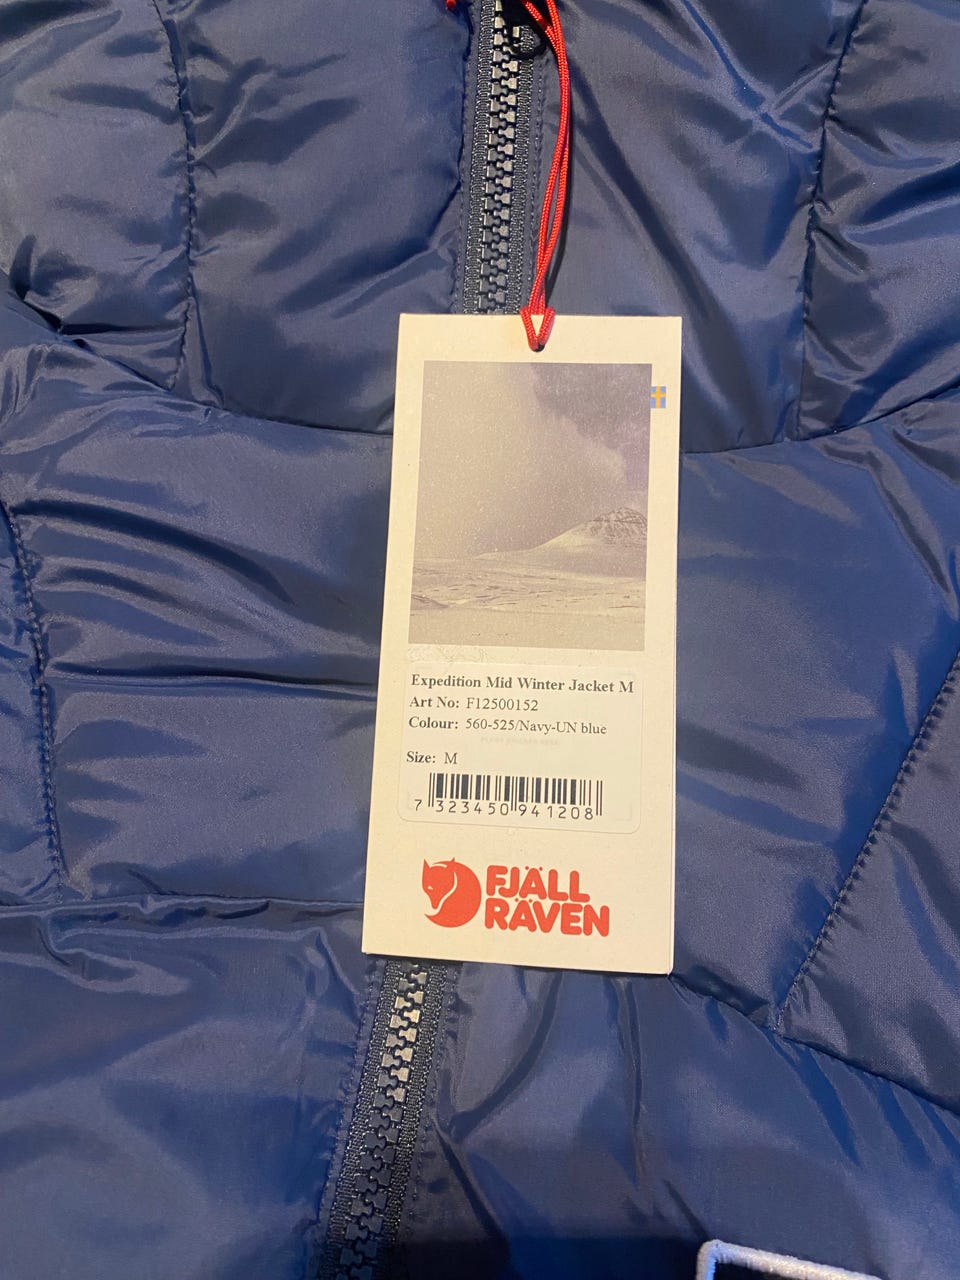 Expedition Mid Winter Jacket M
Art No: F12500152
Colour: 560-525/Navy-UN blue
Size: M
7 323450 941208
FJÄLL
RÄVEN